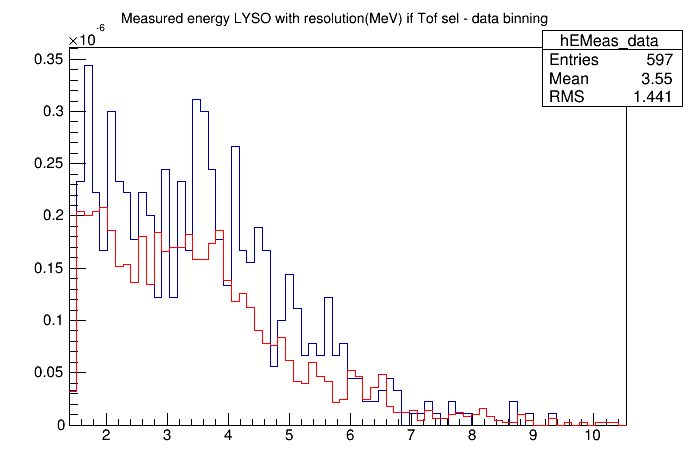 Measured energy LYSO with resolution(MeV) if Tof sel - data binning
×10^-6
hEMeas_data
Entries 597
Mean 3.55
RMS 1.441
0.35
0.3
0.25
0.2
0.15
0.1
0.05
0
2 3 4 5 6 7 8 9 10